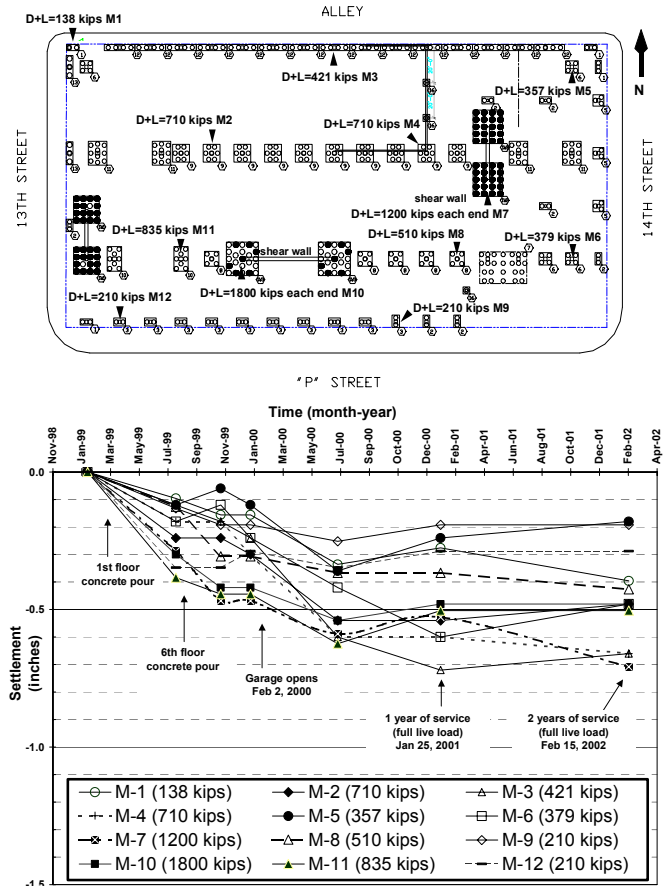 ALLEY
D+L=138 kips M1
D+L=421 kips M3
D+L=357 kips M5
N
D+L=710 kips M2
D+L=710 kips M4
13TH STREET
14TH STREET
shear wall
D+L=1200 kips each end M7
D+L=835 kips M11
D+L=510 kips M8
D+L=379 kips M6
shear wall
D+L=1800 kips each end M10
D+L=210 kips M12
D+L=210 kips M9
"P" STREET
Time (month-year)
Nov-98 Jan-99 Mar-99 May-99 Jul-99 Sep-99 Nov-99 Jan-00 Mar-00 May-00 Jul-00 Sep-00 Oct-00 Dec-00 Feb-01 Apr-01 Jun-01 Aug-01 Oct-01 Dec-01 Feb-02 Apr-02
0.0
1st floor
concrete pour
-0.5
6th floor
concrete pour
Garage opens
Feb 2, 2000
Settlement
(inches)
1 year of service
(full live load)
Jan 25, 2001
2 years of service
(full live load)
Feb 15, 2002
-1.0
M-1 (138 kips) M-2 (710 kips) M-3 (421 kips)
M-4 (710 kips) M-5 (357 kips) M-6 (379 kips)
M-7 (1200 kips) M-8 (510 kips) M-9 (210 kips)
M-10 (1800 kips) M-11 (835 kips) M-12 (210 kips)
-1.5